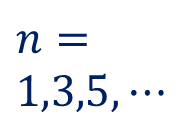 n =
1,3,5, ⋯